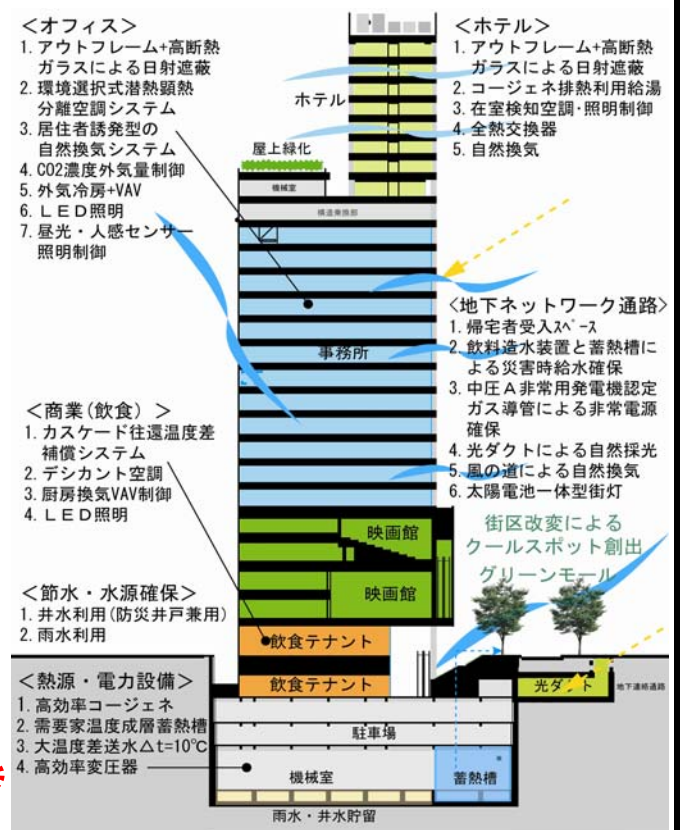 <オフィス>
1. アウトフレーム+高断熱
ガラスによる日射遮蔽
2. 環境選択式潜熱顕熱
分離空調システム
3. 居住者誘発型の
自然換気システム
4. CO2濃度外気量制御
5. 外気冷房+VAV
6. ＬＥＤ照明
7. 昼光・人感センサー
照明制御
<ホテル>
1. アウトフレーム+高断熱
ガラスによる日射遮蔽
2. コージェネ排熱利用給湯
3. 在室検知空調・照明制御
4. 全熱交換器
5. 自然換気
ホテル
屋上緑化
機械室
構造乗換部
事務所
<地下ネットワーク通路>
1. 帰宅者受入スペース
2. 飲料造水装置と蓄熱槽に
よる災害時給水確保
3. 中圧Ａ非常用発電機認定
ガス導管による非常電源
確保
4. 光ダクトによる自然採光
5. 風の道による自然換気
6. 太陽電池一体型街灯
<商業(飲食) >
1. カスケード往還温度差
補償システム
2. デシカント空調
3. 厨房換気VAV制御
4. ＬＥＤ照明
映画館
映画館
街区改変による
クールスポット創出
グリーンモール
<節水・水源確保>
1. 井水利用(防災井戸兼用)
2. 雨水利用
飲食テナント
飲食テナント
光ダクト
地下連絡通路
<熱源・電力設備>
1. 高効率コージェネ
2. 需要家温度成層蓄熱槽
3. 大温度差送水△t=10℃
4. 高効率変圧器
駐車場
機械室
蓄熱槽
雨水・井水貯留